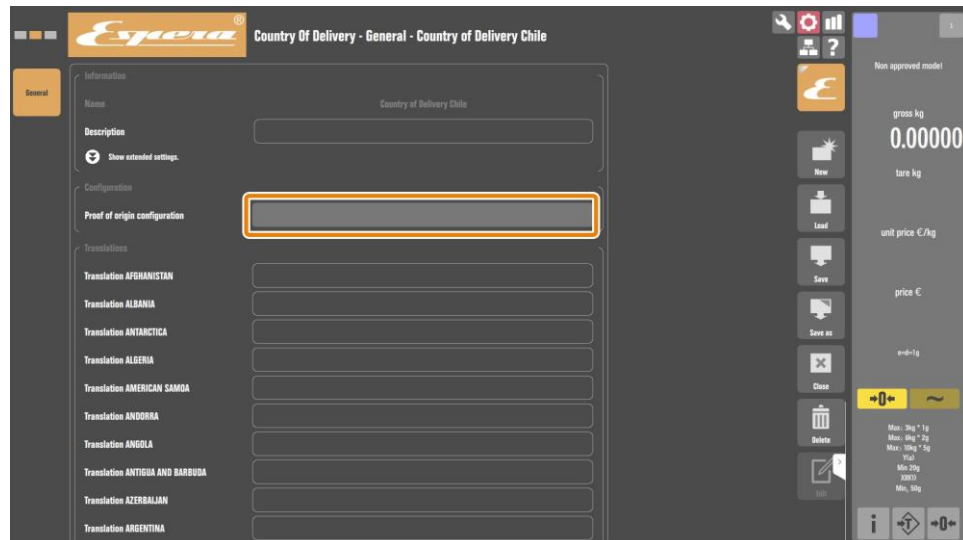 Espera®
Country Of Delivery - General - Country of Delivery Chile
?
1
General
Information
Name
Country of Delivery Chile
Description
Show extended settings.
Configuration
Proof of origin configuration
Translations
Translation AFGHANISTAN
Translation ALBANIA
Translation ANTARCTICA
Translation ALGERIA
Translation AMERICAN SAMOA
Translation ANDORRA
Translation ANGOLA
Translation ANTIGUA AND BARBUDA
Translation AZERBAIJAN
Translation ARGENTINA
E
New
Load
Save
Save as
Close
Delete
Edit
Non approved mode!
gross kg
0.00000
tare kg
unit price €/kg
price €
e=d=1g
→0←
~
Max: 3kg * 1g
Max: 6kg * 2g
Max: 10kg * 5g
Min 20g
Min, 50g
i
T
→0←